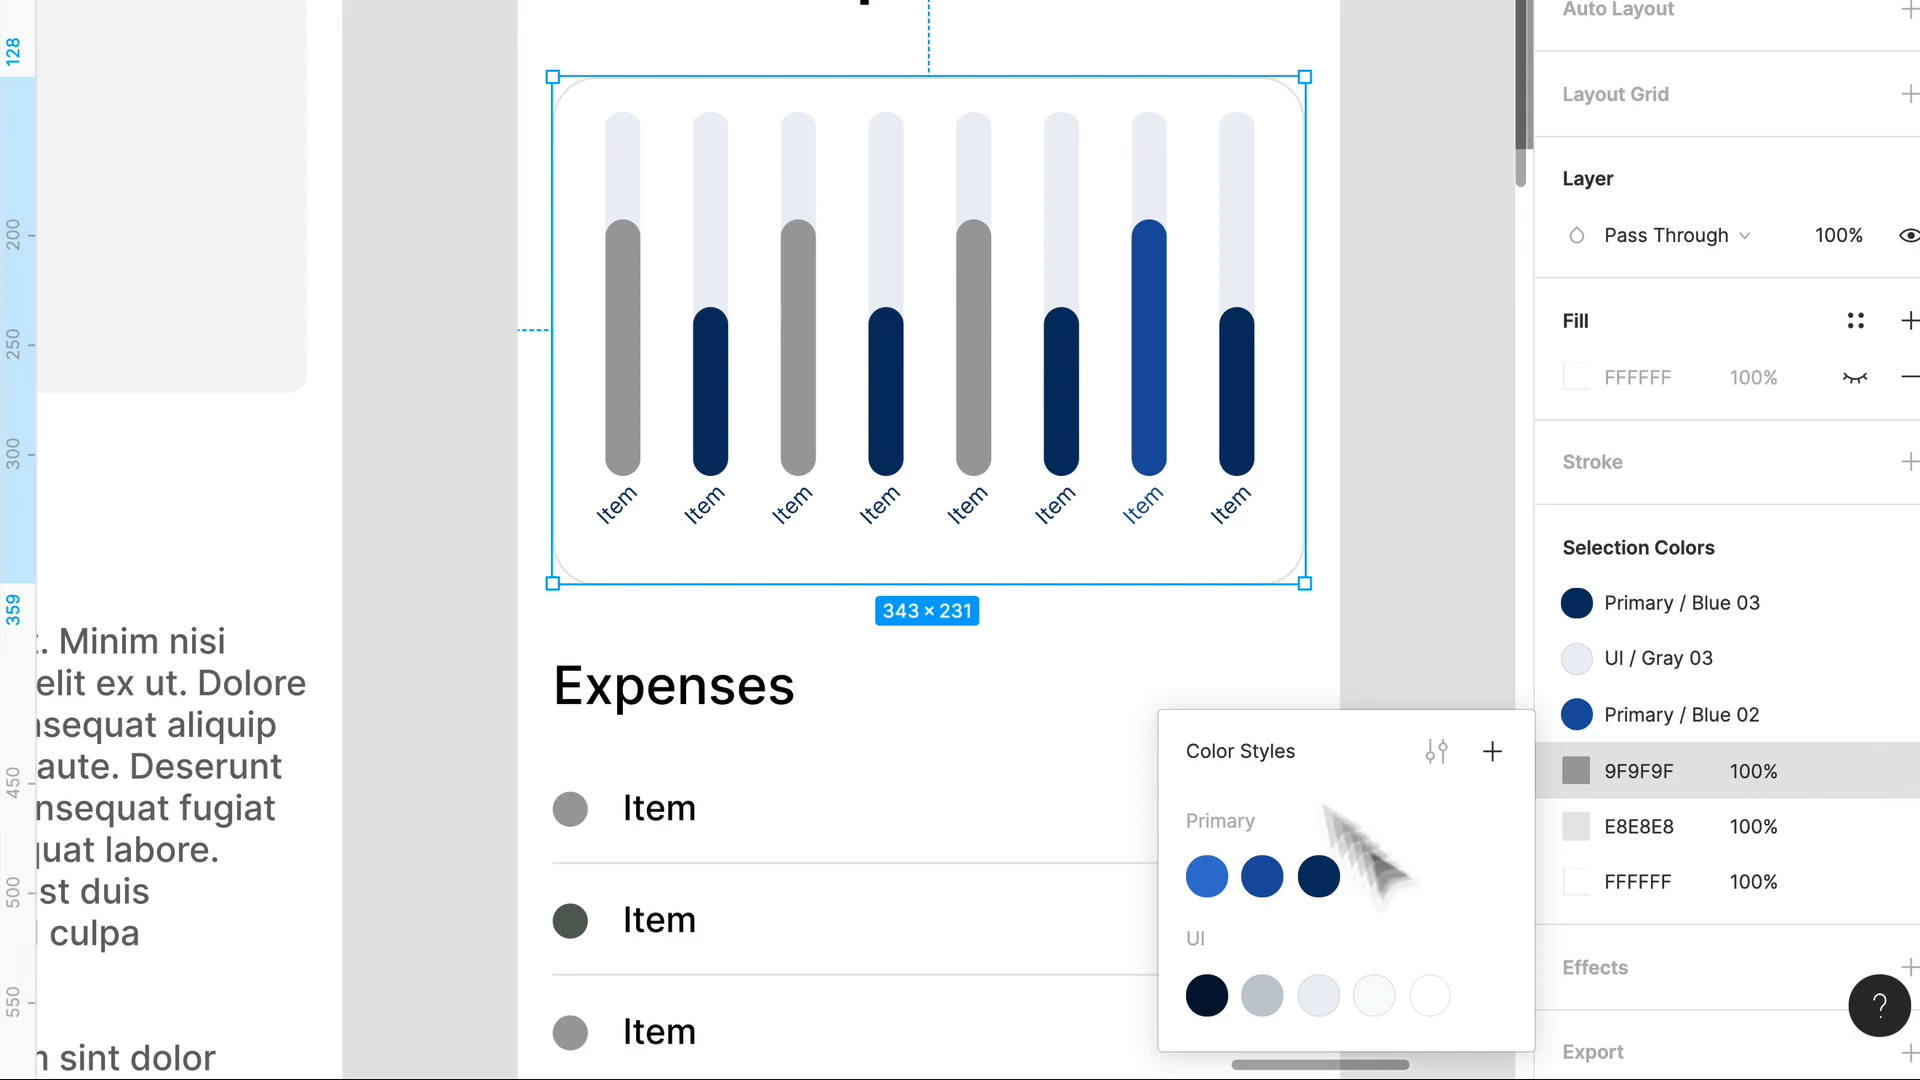 128
200
250
300
359
450
500
550
. Minim nisi
elit ex ut. Dolore
nsequat aliquip
aute. Deserunt
nsequat fugiat
quat labore.
st duis
culpa
sint dolor
Item
Item
Item
Item
Item
Item
Item
Item
343 × 231
Expenses
Item
Item
Item
Color Styles
Primary
UI
Auto Layout
Layout Grid
Layer
Pass Through 100%
Fill
FFFFFF 100%
Stroke
Selection Colors
Primary / Blue 03
UI / Gray 03
Primary / Blue 02
9F9F9F 100%
E8E8E8 100%
FFFFFF 100%
Effects
?
Export